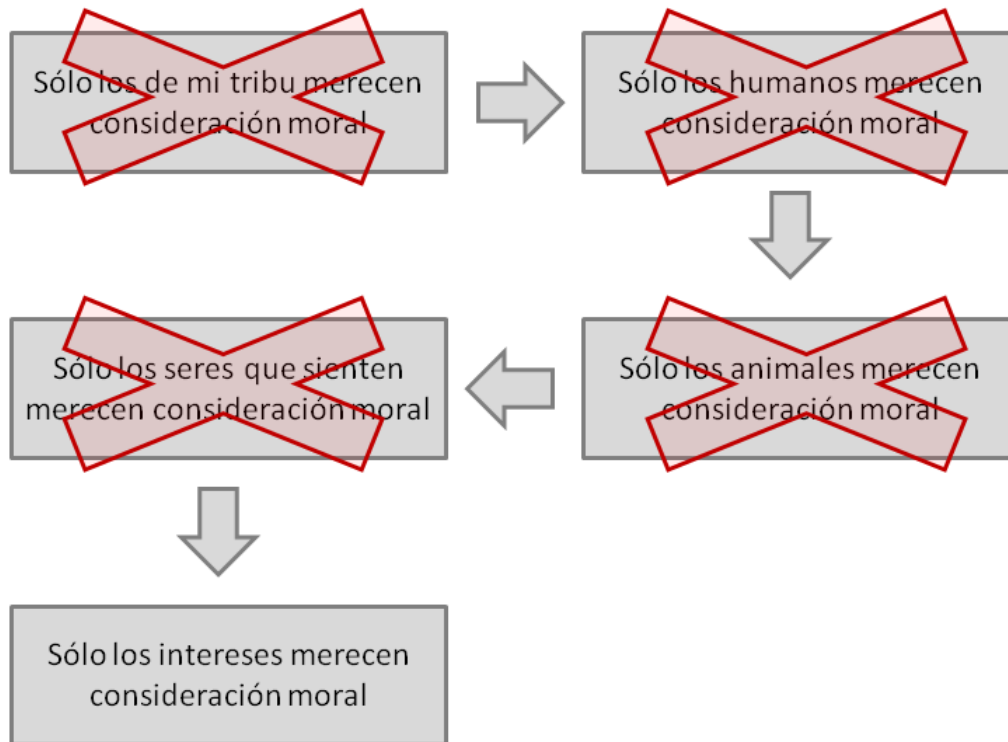 Sólo los de mi tribu merecen
consideración moral
Sólo los humanos merecen
consideración moral
Sólo los animales merecen
consideración moral
Sólo los seres que sienten
merecen consideración moral
Sólo los intereses merecen
consideración moral